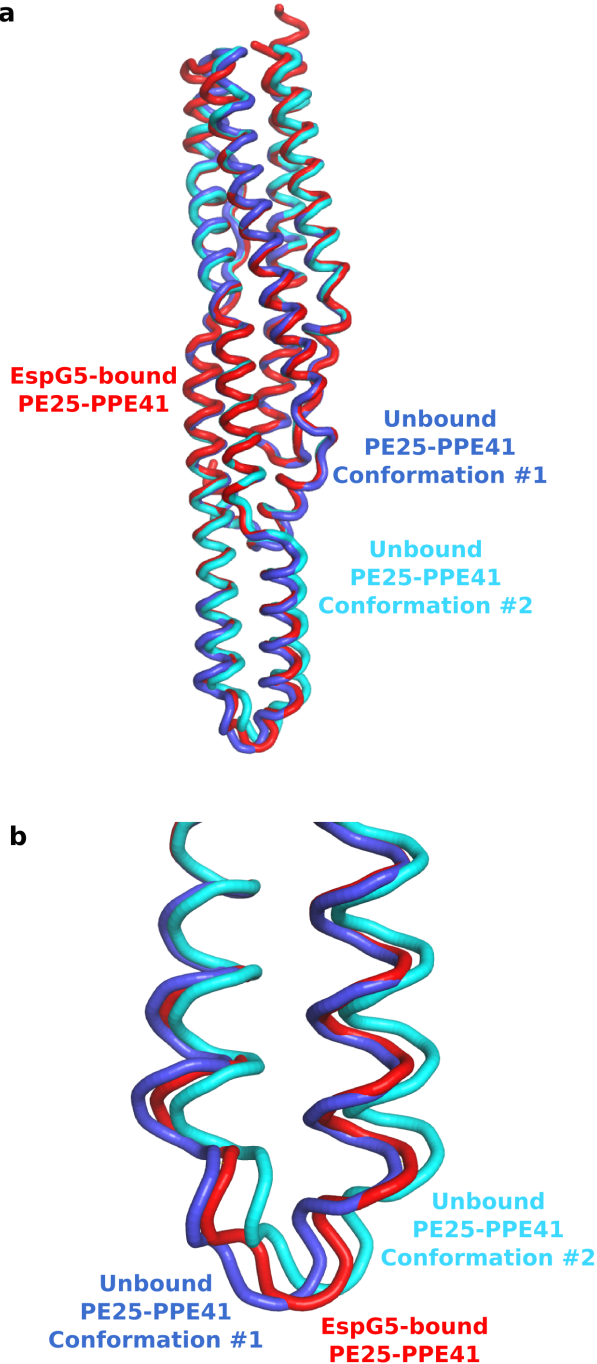 a
EspG5-bound
PE25-PPE41
Unbound
PE25-PPE41
Conformation #1
Unbound
PE25-PPE41
Conformation #2
b
Unbound
PE25-PPE41
Conformation #2
Unbound
PE25-PPE41
Conformation #1
EspG5-bound
PE25-PPE41